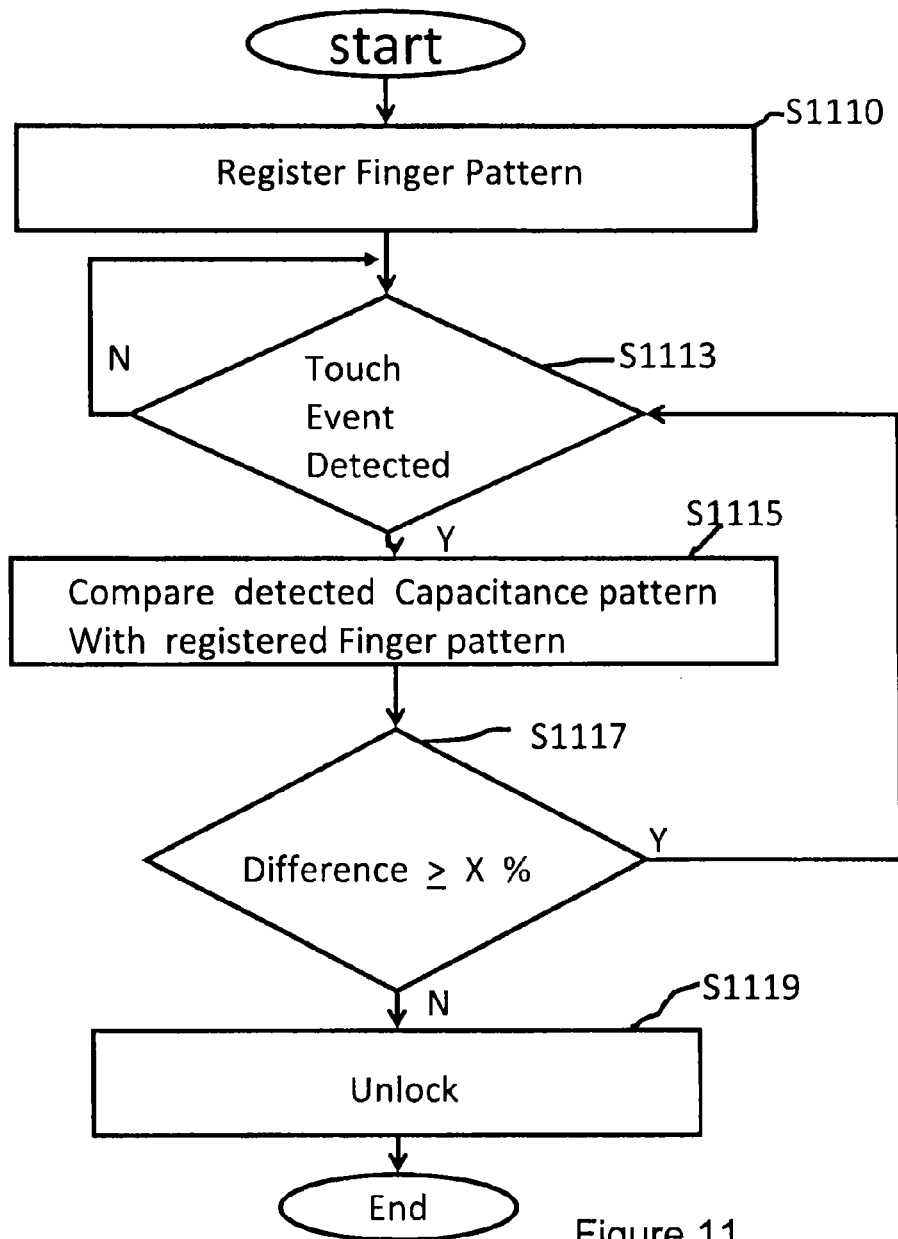 start
S1110
Register Finger Pattern
N
S1113
Touch
Event
Detected
S1115
Y
Compare detected Capacitance pattern
With registered Finger pattern
S1117
Y
Difference ≥ X %
N
S1119
Unlock
End
Figure 11